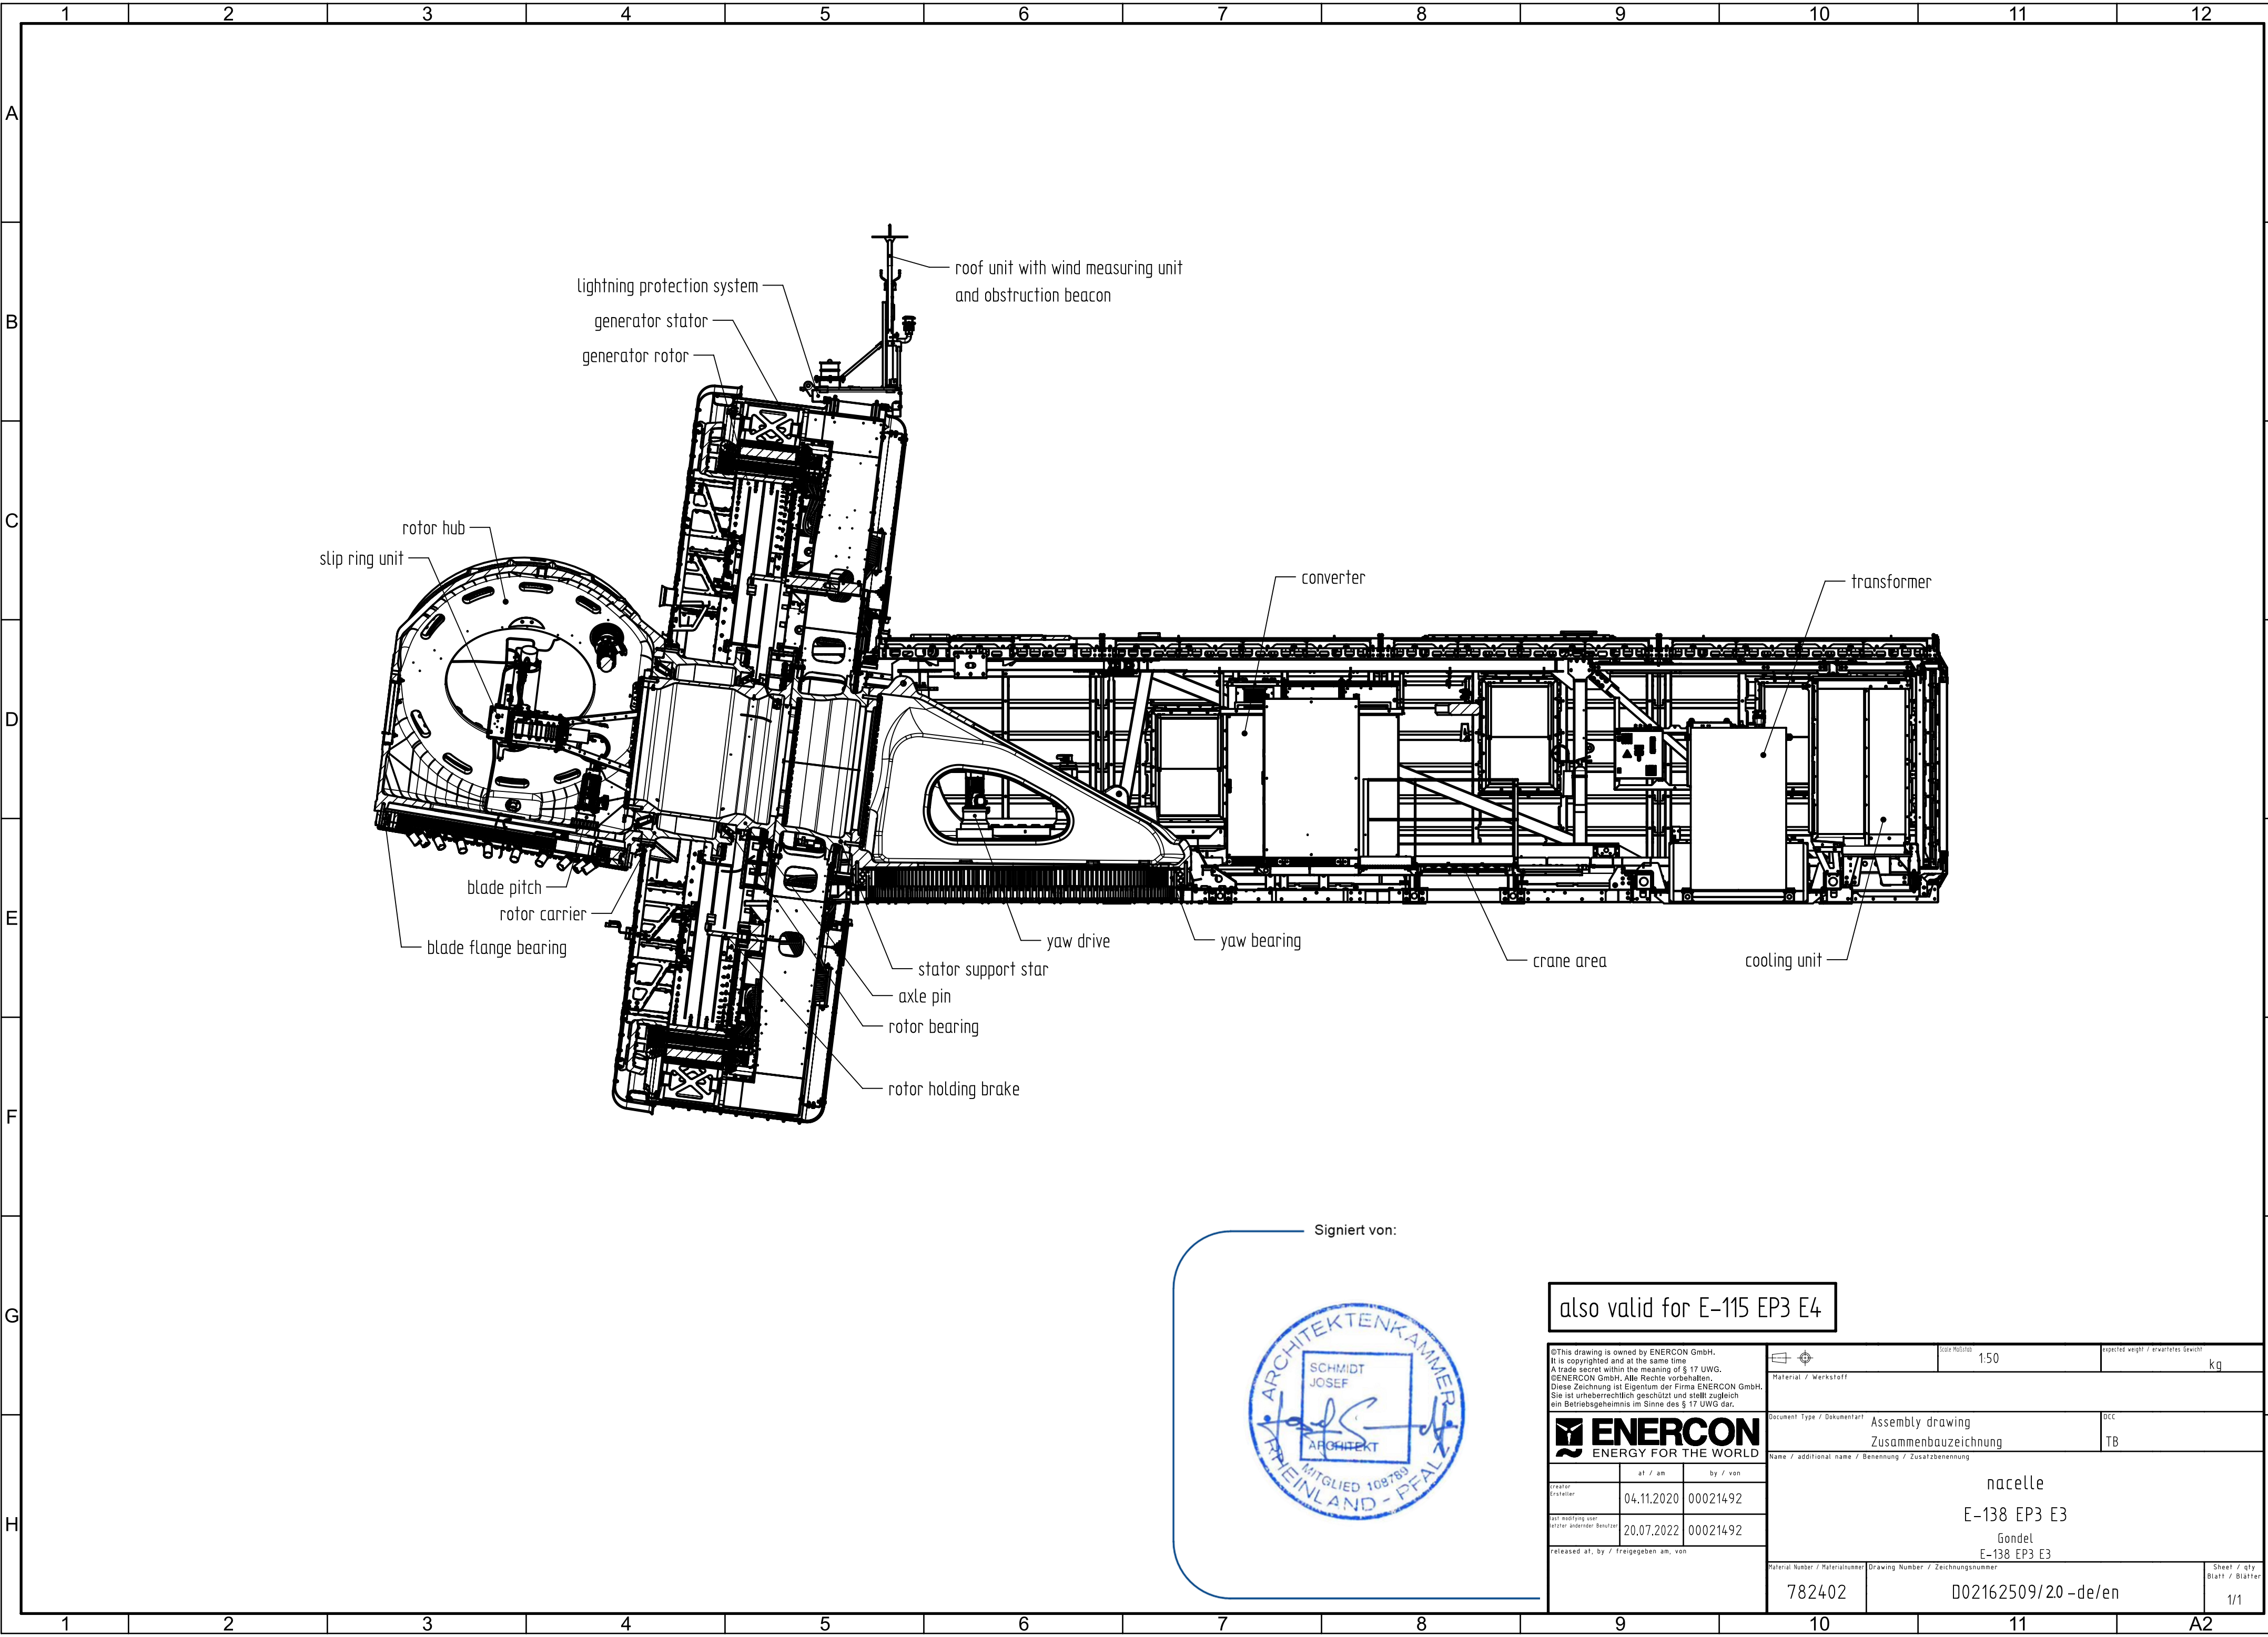 1 2 3 4 5 6 7 8 9 10 11 12
A
B
C
D
E
F
G
H
roof unit with wind measuring unit
and obstruction beacon
lightning protection system
generator stator
generator rotor
rotor hub
slip ring unit
converter
transformer
blade pitch
rotor carrier
blade flange bearing
yaw drive
yaw bearing
stator support star
crane area
cooling unit
axle pin
rotor bearing
rotor holding brake
Signiert von:
ARCHITEKTENKAMMER
SCHMIDT
JOSEF
ARCHITEKT
MITGLIED 108789
RHEINLAND - PFALZ
also valid for E-115 EP3 E4
©This drawing is owned by ENERCON GmbH.
It is copyrighted and at the same time
A trade secret within the meaning of § 17 UWG.
©ENERCON GmbH. Alle Rechte vorbehalten.
Diese Zeichnung ist Eigentum der Firma ENERCON GmbH.
Sie ist urheberrechtlich geschützt und stellt zugleich
ein Betriebsgeheimnis im Sinne des § 17 UWG dar.
Scale Maßstab
1:50
expected weight / erwartetes Gewicht
kg
Material / Werkstoff
ENERCON
ENERGY FOR THE WORLD
Document Type / Dokumentart
Assembly drawing
Zusammenbauzeichnung
DCC
TB
at / am by / von
creator
Ersteller
04.11.2020 00021492
last modifying user
letzter ändernder Benutzer
20.07.2022 00021492
released at, by / freigegeben am, von
Name / additional name / Benennung / Zusatzbenennung
nacelle
E-138 EP3 E3
Gondel
E-138 EP3 E3
Material Number / Materialnummer
782402
Drawing Number / Zeichnungsnummer
D02162509/2.0-de/en
Sheet / qty
Blatt / Blätter
1/1
1 2 3 4 5 6 7 8 9 10 11 A2